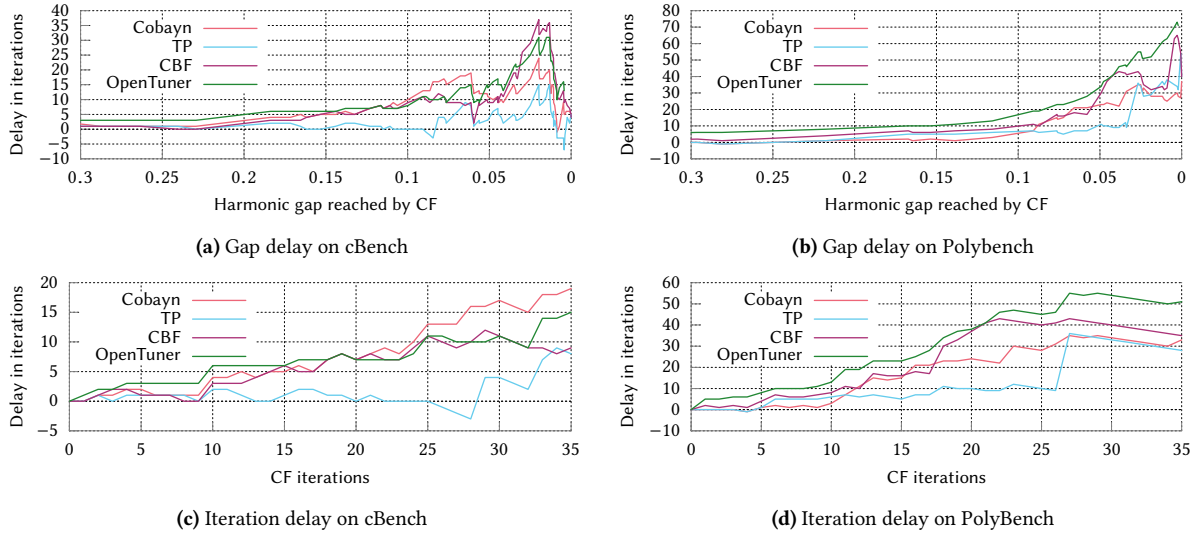 Delay in iterations
40
35
30
25
20
15
10
5
0
−5
−10
Cobayn
TP
CBF
OpenTuner
0.3 0.25 0.2 0.15 0.1 0.05 0
Harmonic gap reached by CF
(a) Gap delay on cBench
Delay in iterations
80
70
60
50
40
30
20
10
0
−10
Cobayn
TP
CBF
OpenTuner
0.3 0.25 0.2 0.15 0.1 0.05 0
Harmonic gap reached by CF
(b) Gap delay on Polybench
Delay in iterations
20
15
10
5
0
−5
Cobayn
TP
CBF
OpenTuner
0 5 10 15 20 25 30 35
CF iterations
(c) Iteration delay on cBench
Delay in iterations
60
50
40
30
20
10
0
−10
Cobayn
TP
CBF
OpenTuner
0 5 10 15 20 25 30 35
CF iterations
(d) Iteration delay on PolyBench